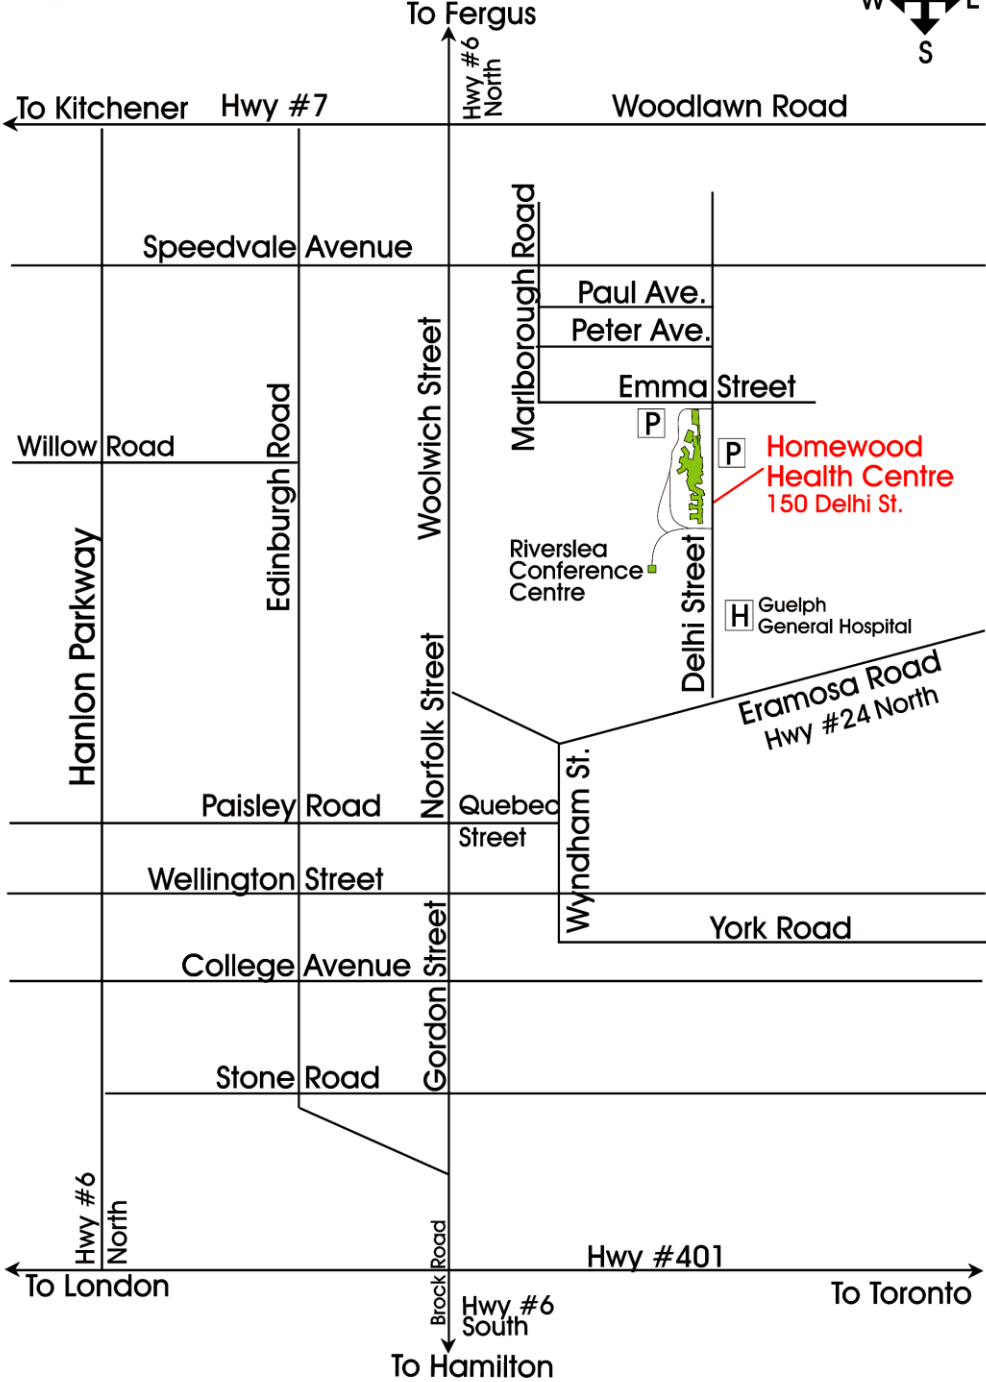 To Fergus
W
E
S
Hwy #6
North
To Kitchener
Hwy #7
Woodlawn Road
Marlborough Road
Speedvale Avenue
Paul Ave.
Peter Ave.
Woolwich Street
Emma Street
Edinburgh Road
P
P
Willow Road
Homewood
Health Centre
150 Delhi St.
Hanlon Parkway
Riverslea
Conference
Centre
Delhi Street
H
Guelph
General Hospital
Norfolk Street
Eramosa Road
Hwy #24 North
Wyndham St.
Paisley Road
Quebec
Street
Wellington Street
York Road
Gordon Street
College Avenue
Stone Road
Hwy #6
North
Brock Road
Hwy #401
To London
To Toronto
Hwy #6
South
To Hamilton